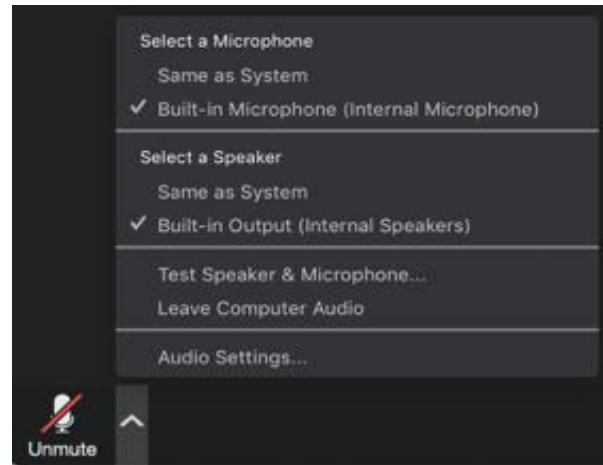 Select a Microphone
Same as System
✓ Built-in Microphone (Internal Microphone)
Select a Speaker
Same as System
✓ Built-in Output (Internal Speakers)
Test Speaker & Microphone...
Leave Computer Audio
Audio Settings...
Unmute